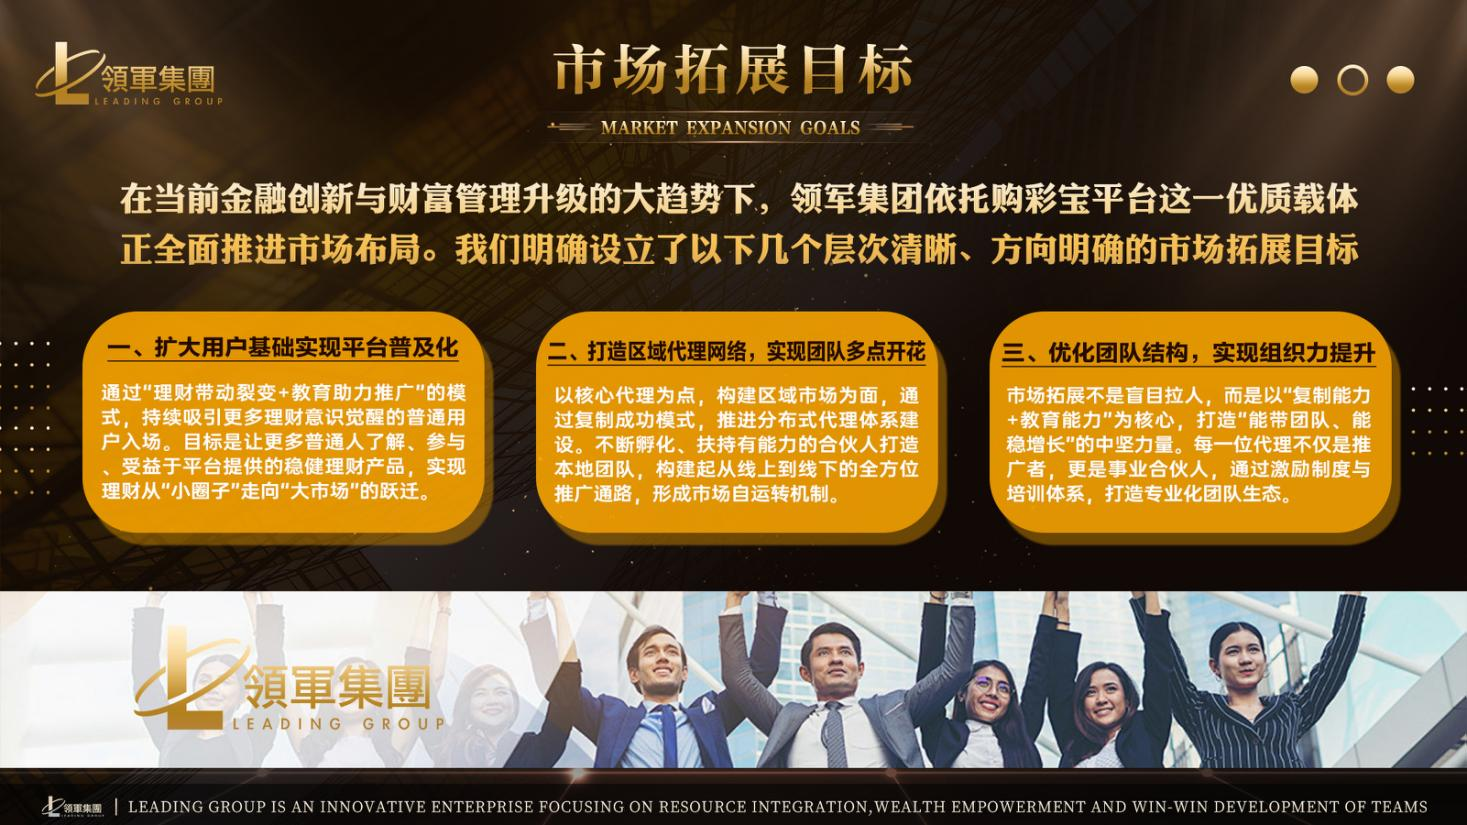 領軍集團
LEADING GROUP
市场拓展目标
MARKET EXPANSION GOALS
在当前金融创新与财富管理升级的大趋势下，领军集团依托购彩宝平台这一优质载体
正全面推进市场布局。我们明确设立了以下几个层次清晰、方向明确的市场拓展目标
一、扩大用户基础实现平台普及化
通过“理财带动裂变+教育助力推广”的模
式，持续吸引更多理财意识觉醒的普通用
户入场。目标是让更多普通人了解、参与
、受益于平台提供的稳健理财产品，实现
理财从“小圈子”走向“大市场”的跃迁。
二、打造区域代理网络，实现团队多点开花
以核心代理为点，构建区域市场为面，通
过复制成功模式，推进分布式代理体系建
设。不断孵化、扶持有能力的合伙人打造
本地团队，构建起从线上到线下的全方位
推广通路，形成市场自运转机制。
三、优化团队结构，实现组织力提升
市场拓展不是盲目拉人，而是以“复制能力
+教育能力”为核心，打造“能带团队、能
稳增长”的中坚力量。每一位代理不仅是推
广者，更是事业合伙人，通过激励制度与
培训体系，打造专业化团队生态。
領軍集團
LEADING GROUP
領軍集團
LEADING GROUP
LEADING GROUP IS AN INNOVATIVE ENTERPRISE FOCUSING ON RESOURCE INTEGRATION,WEALTH EMPOWERMENT AND WIN-WIN DEVELOPMENT OF TEAMS